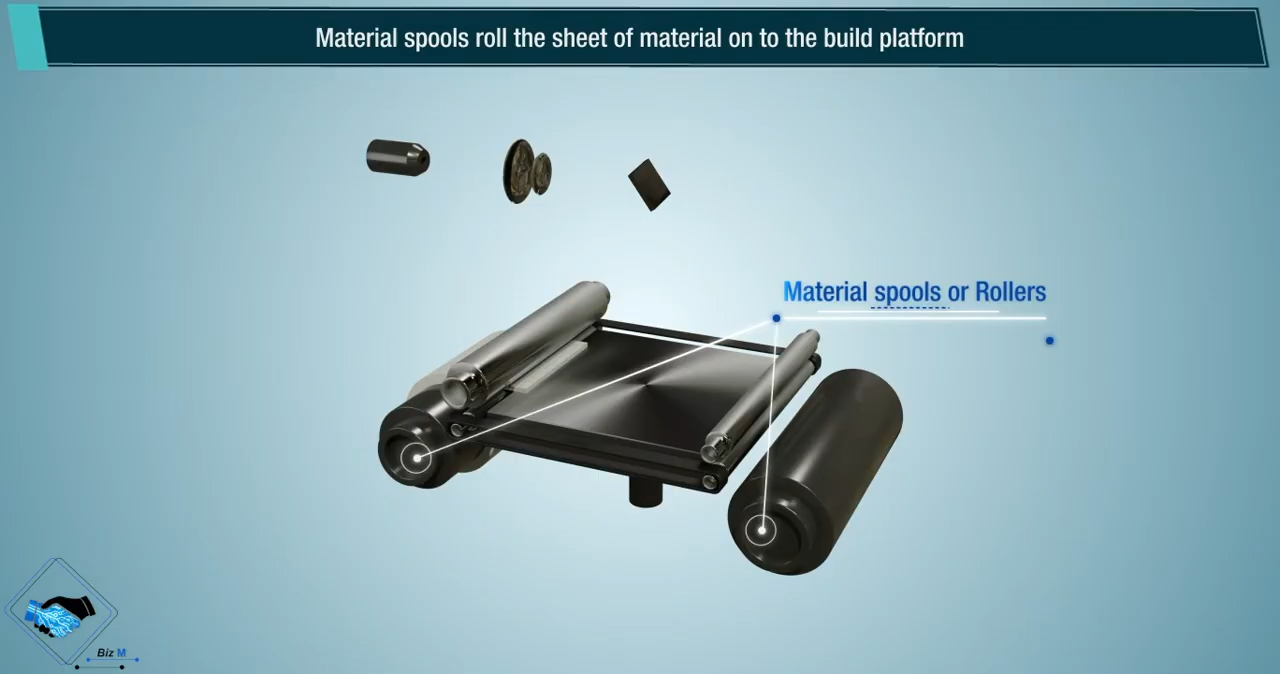 Material spools roll the sheet of material on to the build platform
Material spools or Rollers
Biz M